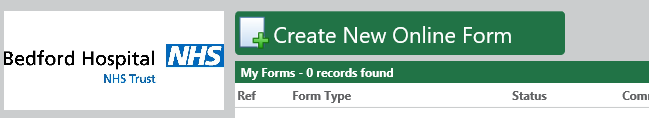 Bedford Hospital NHS
NHS Trust
Create New Online Form
My Forms - 0 records found
Ref Form Type Status